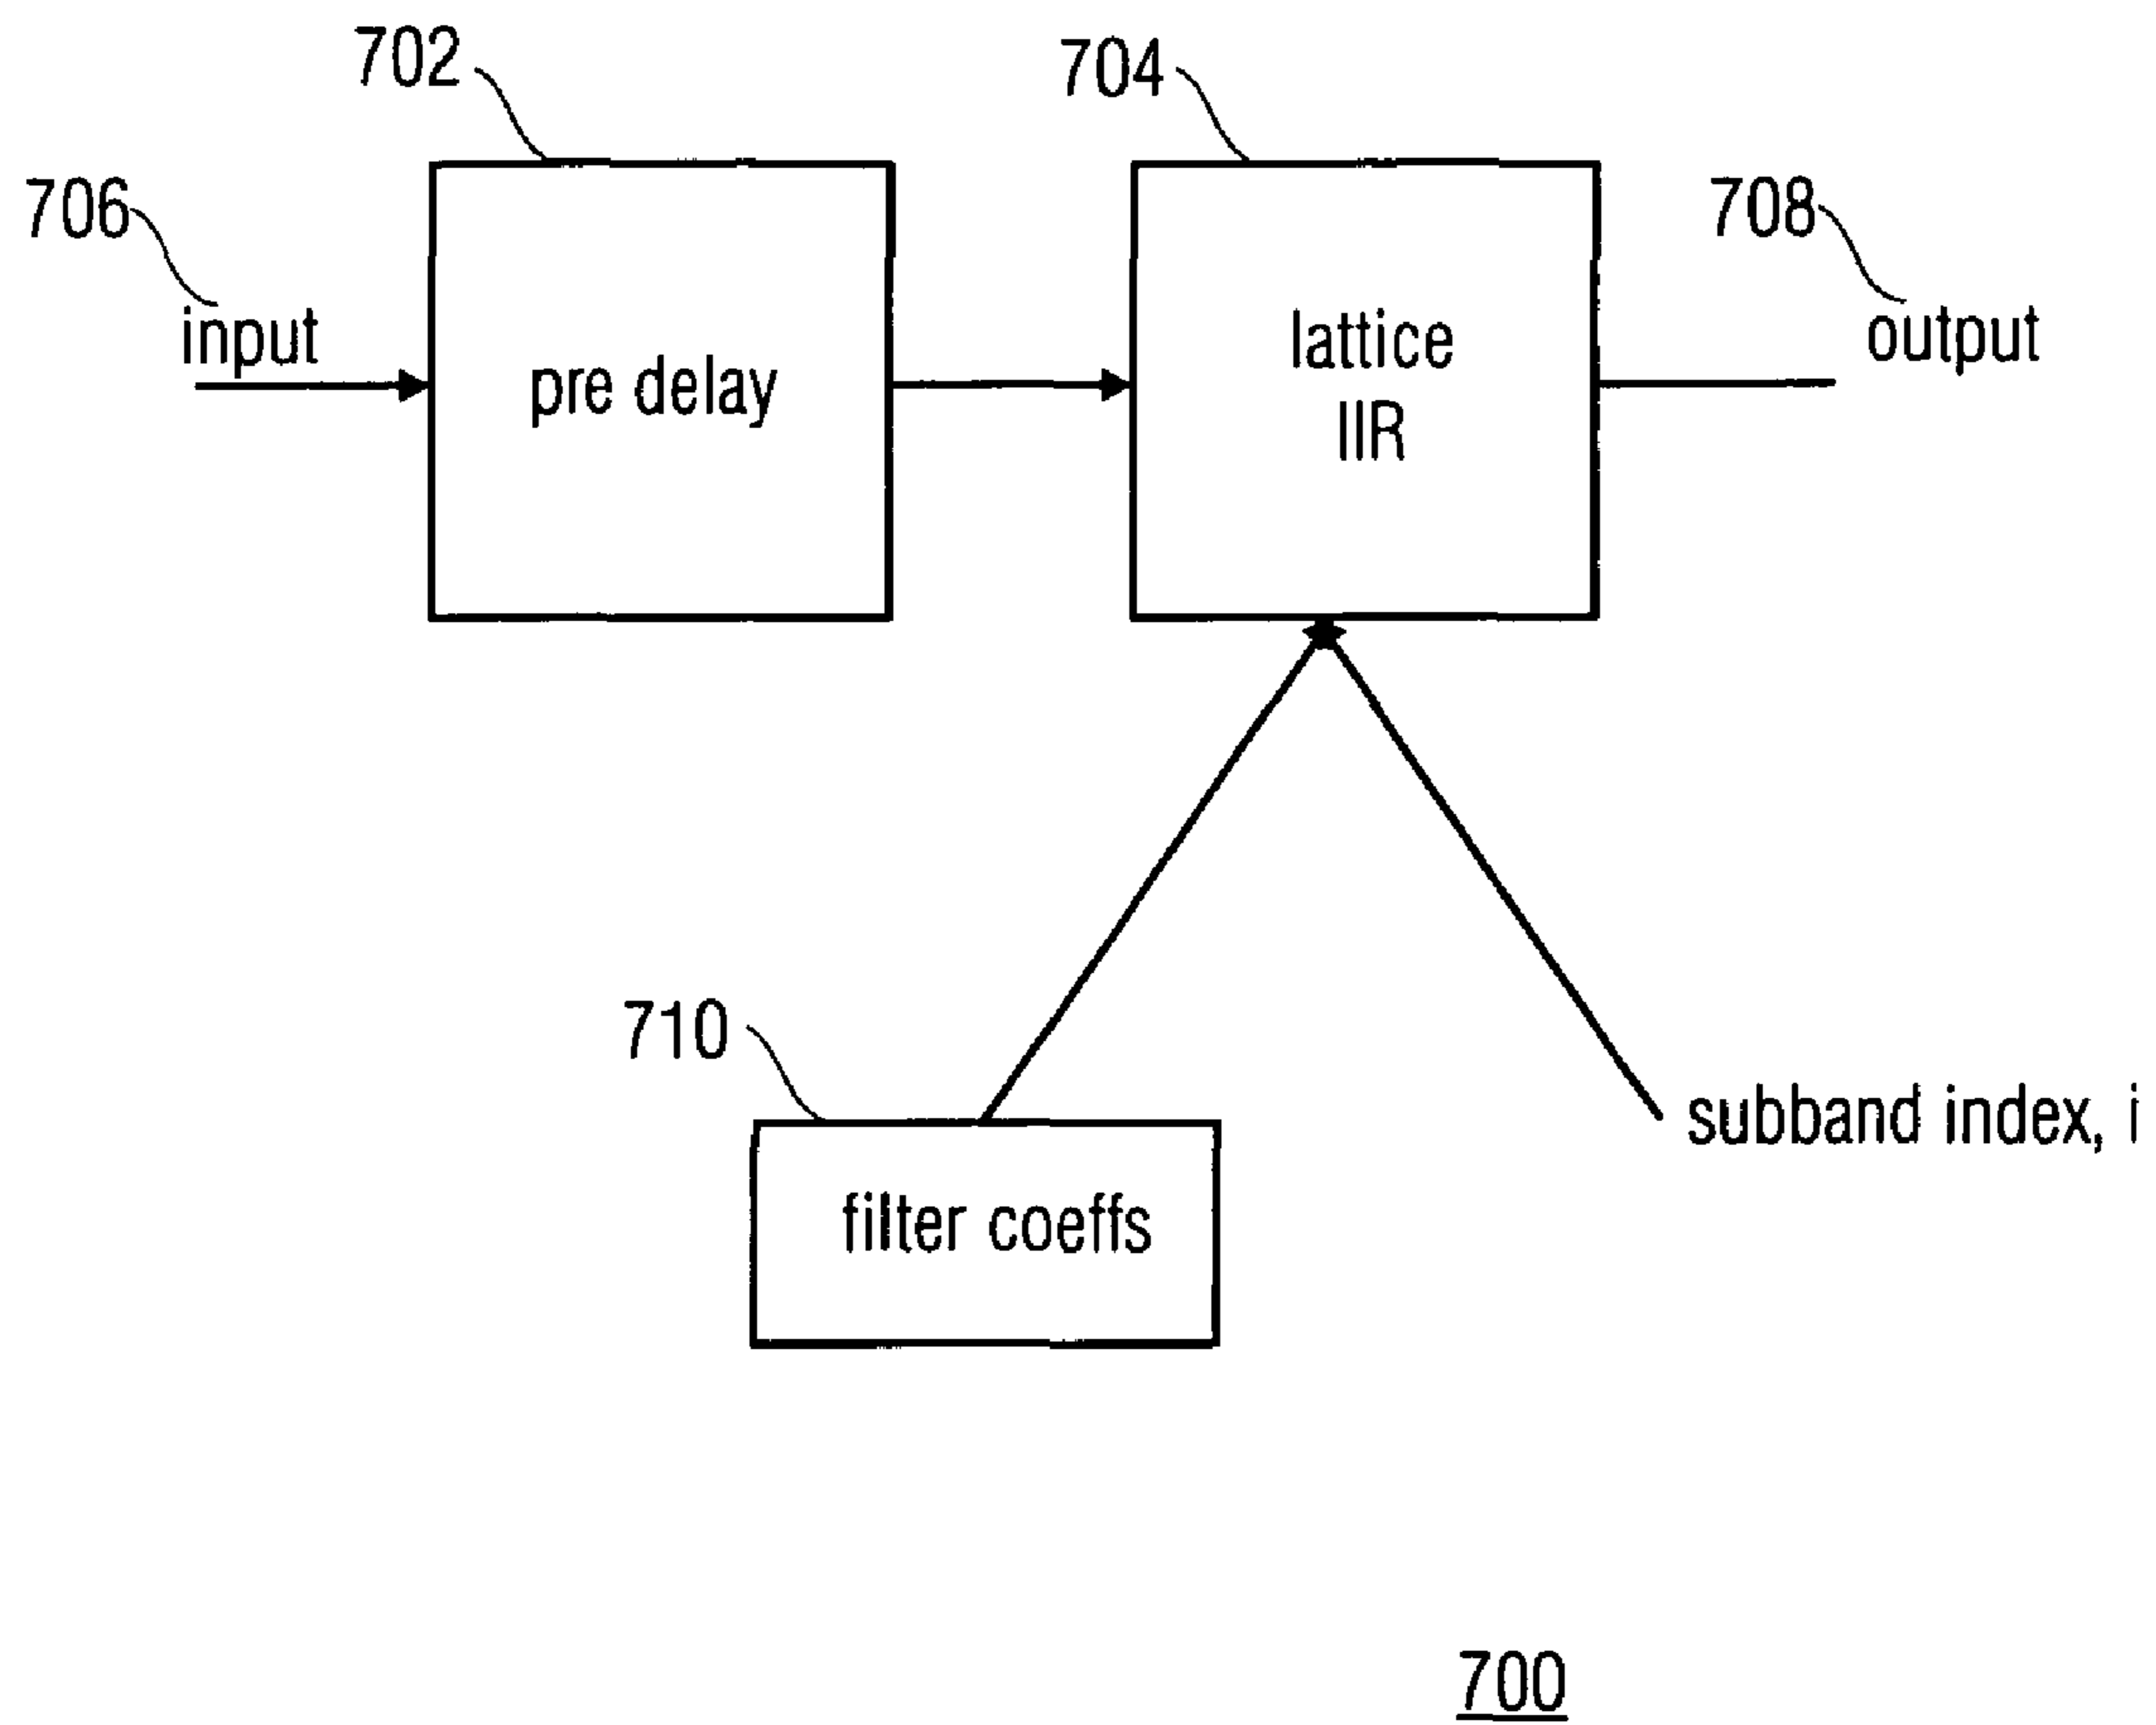 702
704
706
708
input
output
pre delay
lattice
IIR
710
subband index, i
filter coeffs
700